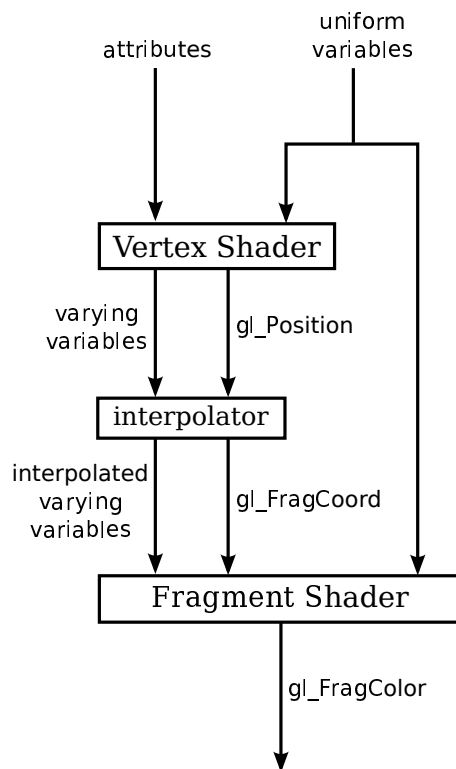 uniform
variables
attributes
Vertex Shader
varying
variables
gl_Position
interpolator
interpolated
varying
variables
gl_FragCoord
Fragment Shader
gl_FragColor